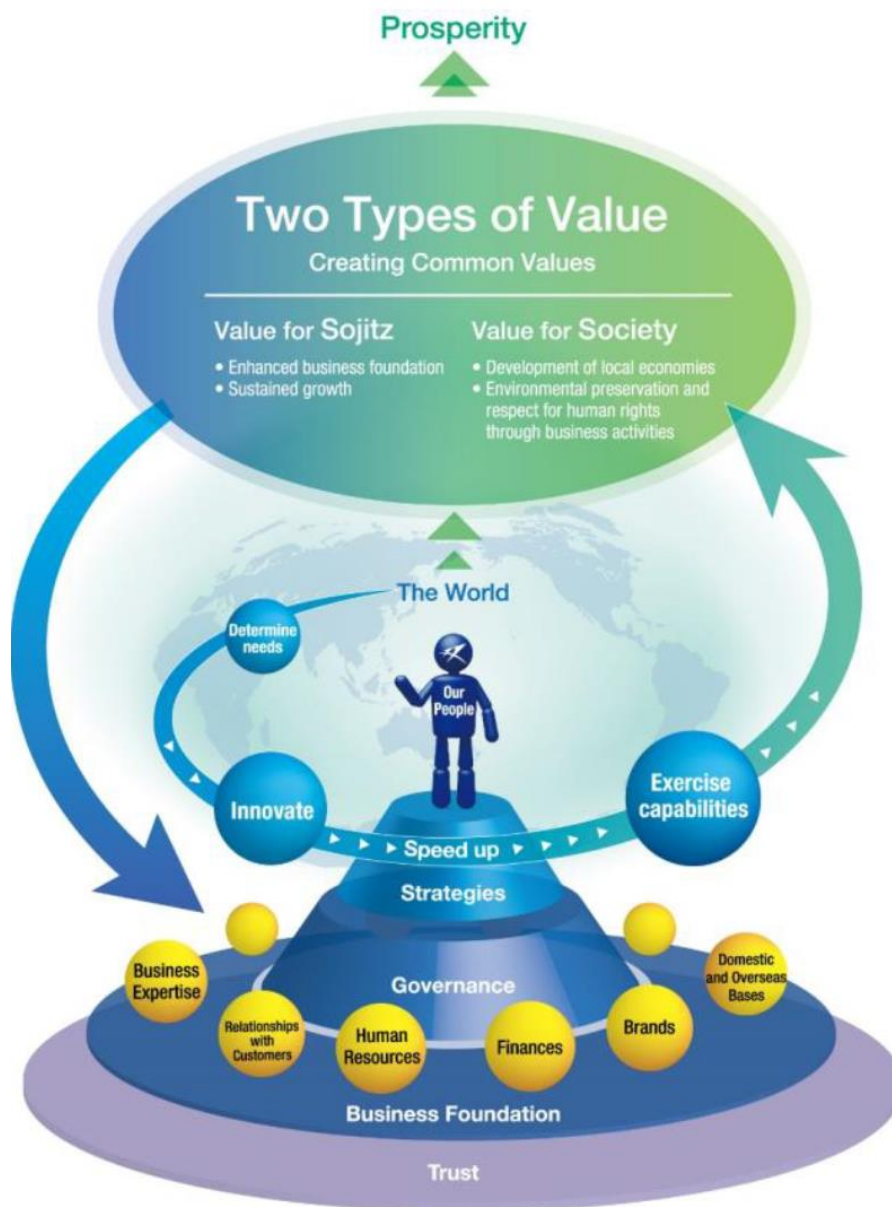 Prosperity
Two Types of Value
Creating Common Values
Value for Sojitz
• Enhanced business foundation
• Sustained growth
Value for Society
• Development of local economies
• Environmental preservation and
respect for human rights
through business activities
The World
Determine
needs
Our
People
Innovate
Exercise
capabilities
Speed up
Strategies
Business
Expertise
Domestic
and Overseas
Bases
Governance
Relationships
with
Customers
Human
Resources
Finances
Brands
Business Foundation
Trust